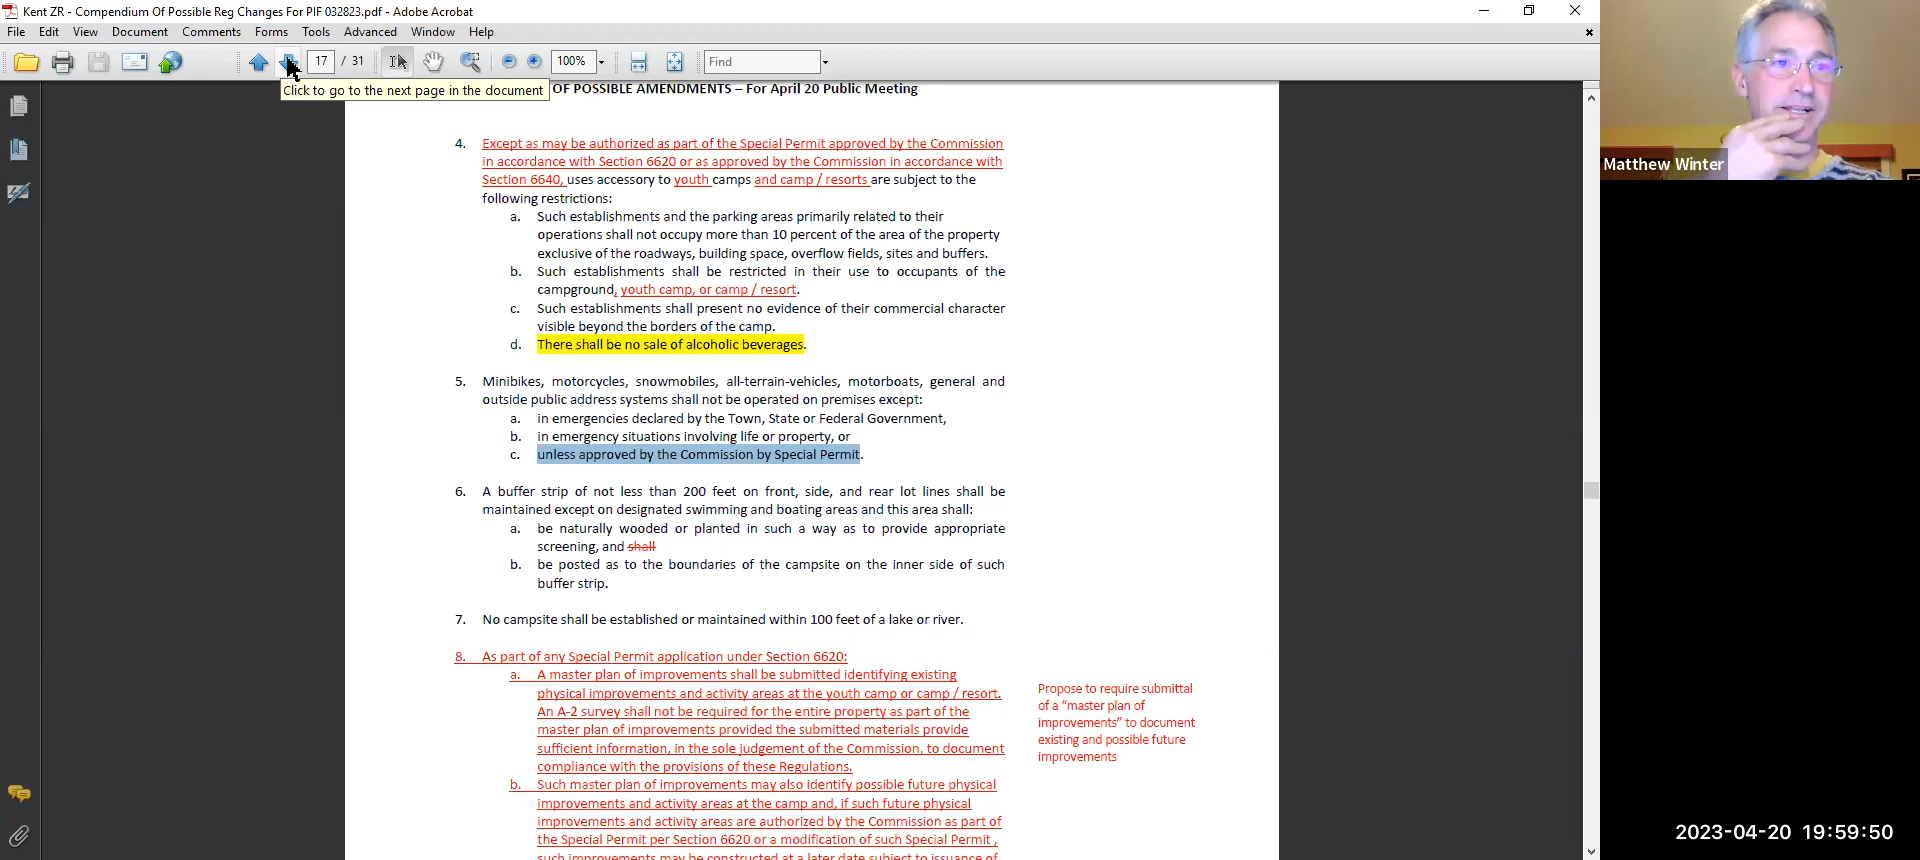 Kent ZR - Compendium Of Possible Reg Changes For PIF 032823.pdf - Adobe Acrobat
File Edit View Document Comments Forms Tools Advanced Window Help
17 / 31 100% Find
Click to go to the next page in the document
OF POSSIBLE AMENDMENTS – For April 20 Public Meeting
Matthew Winter
4. Except as may be authorized as part of the Special Permit approved by the Commission
in accordance with Section 6620 or as approved by the Commission in accordance with
Section 6640, uses accessory to youth camps and camp / resorts are subject to the
following restrictions:
a. Such establishments and the parking areas primarily related to their
operations shall not occupy more than 10 percent of the area of the property
exclusive of the roadways, building space, overflow fields, sites and buffers.
b. Such establishments shall be restricted in their use to occupants of the
campground, youth camp, or camp / resort.
c. Such establishments shall present no evidence of their commercial character
visible beyond the borders of the camp.
d. There shall be no sale of alcoholic beverages.
5. Minibikes, motorcycles, snowmobiles, all-terrain-vehicles, motorboats, general and
outside public address systems shall not be operated on premises except:
a. in emergencies declared by the Town, State or Federal Government,
b. in emergency situations involving life or property, or
c. unless approved by the Commission by Special Permit.
6. A buffer strip of not less than 200 feet on front, side, and rear lot lines shall be
maintained except on designated swimming and boating areas and this area shall:
a. be naturally wooded or planted in such a way as to provide appropriate
screening, and shall
b. be posted as to the boundaries of the campsite on the inner side of such
buffer strip.
7. No campsite shall be established or maintained within 100 feet of a lake or river.
8. As part of any Special Permit application under Section 6620:
a. A master plan of improvements shall be submitted identifying existing
physical improvements and activity areas at the youth camp or camp / resort.
An A-2 survey shall not be required for the entire property as part of the
master plan of improvements provided the submitted materials provide
sufficient information, in the sole judgement of the Commission, to document
compliance with the provisions of these Regulations.
b. Such master plan of improvements may also identify possible future physical
improvements and activity areas at the camp and, if such future physical
improvements and activity areas are authorized by the Commission as part of
the Special Permit per Section 6620 or a modification of such Special Permit ,
such improvements may be constructed at a later date subject to issuance of
Propose to require submittal
of a “master plan of
improvements” to document
existing and possible future
improvements
2023-04-20 19:59:50